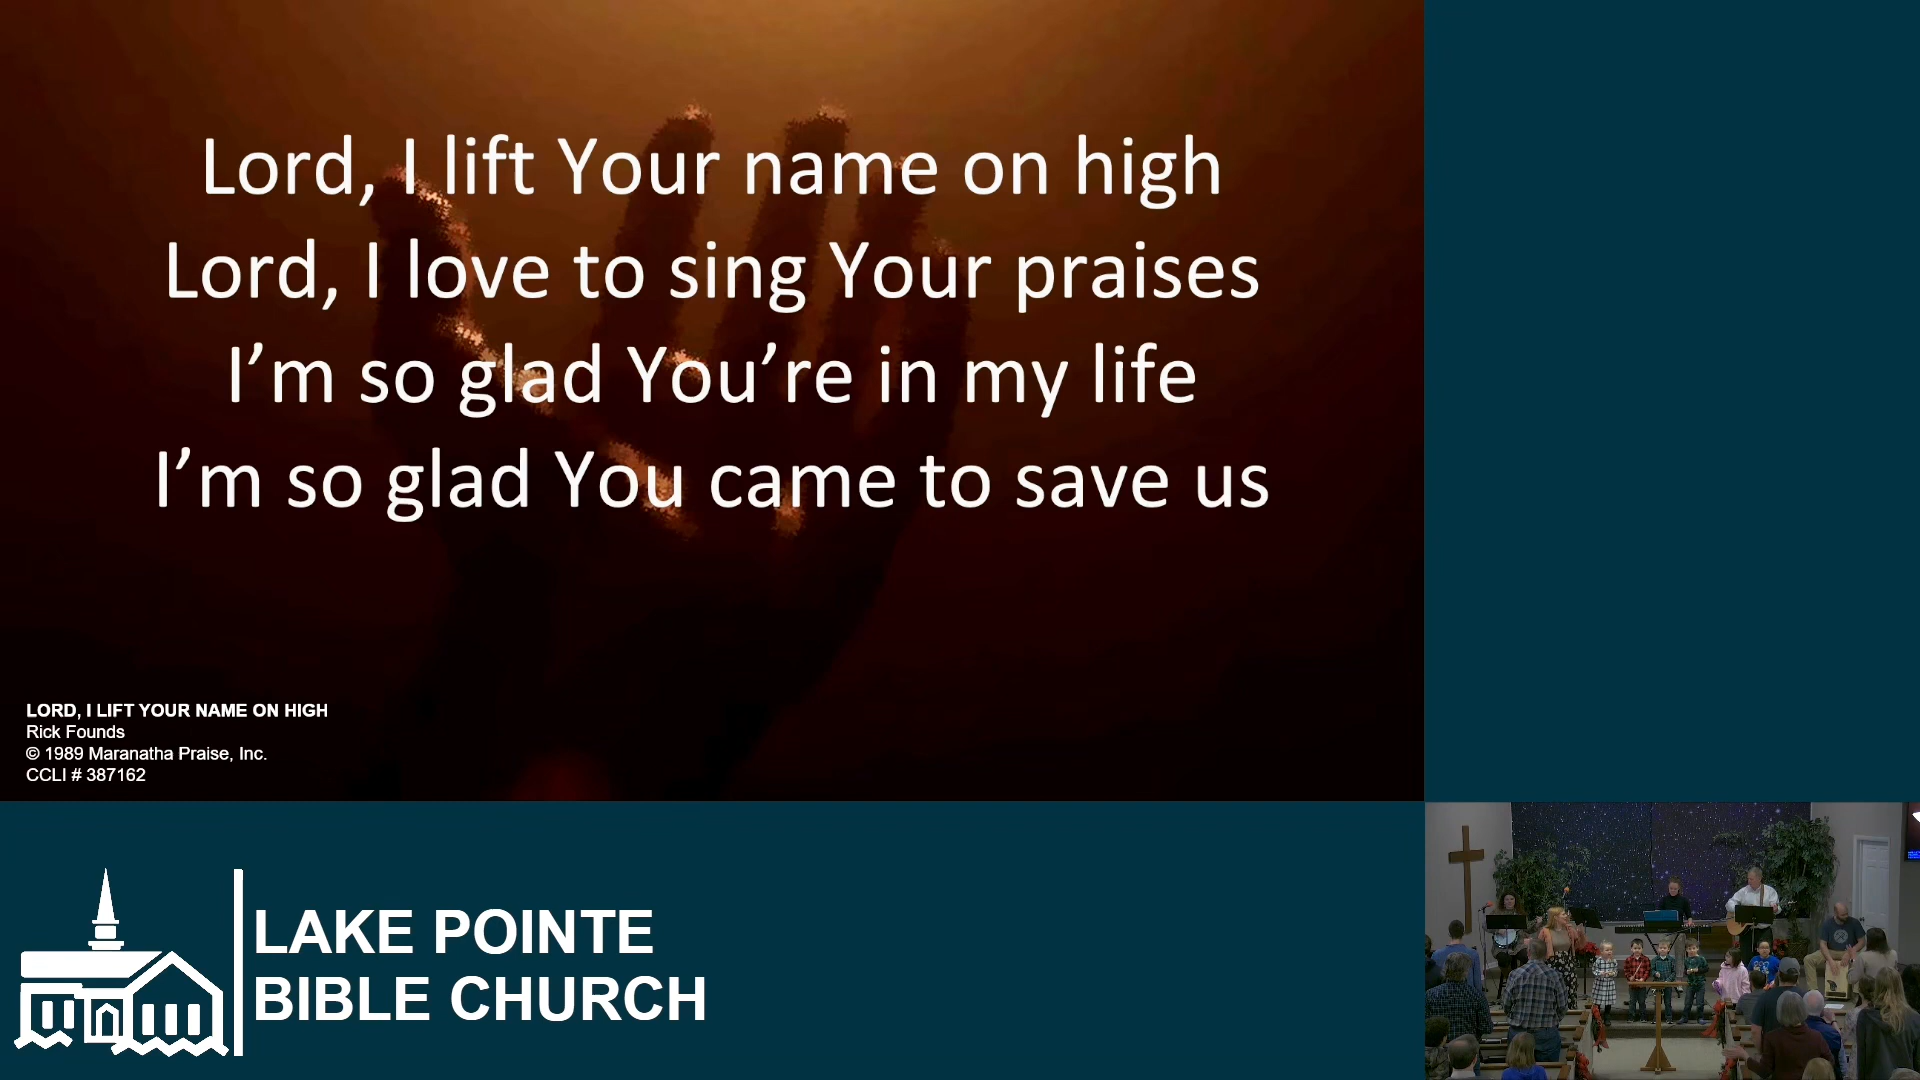 Lord, I lift Your name on high
Lord, I love to sing Your praises
I’m so glad You’re in my life
I’m so glad You came to save us
LORD, I LIFT YOUR NAME ON HIGH
Rick Founds
© 1989 Maranatha Praise, Inc.
CCLI # 387162
LAKE POINTE
BIBLE CHURCH